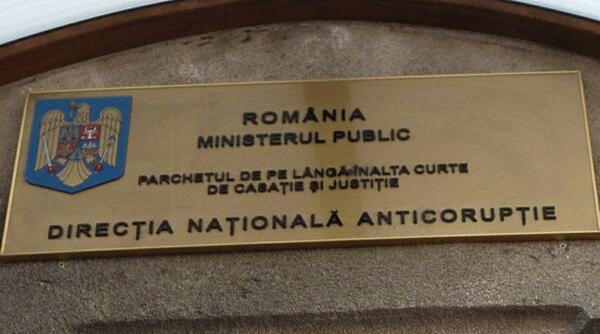 ROMÂNIA
MINISTERUL PUBLIC
PARCHETUL DE PE LÂNGĂ ÎNALTA CURTE
DE CASAȚIE ȘI JUSTIȚIE
DIRECȚIA NAȚIONALĂ ANTICORUPȚIE